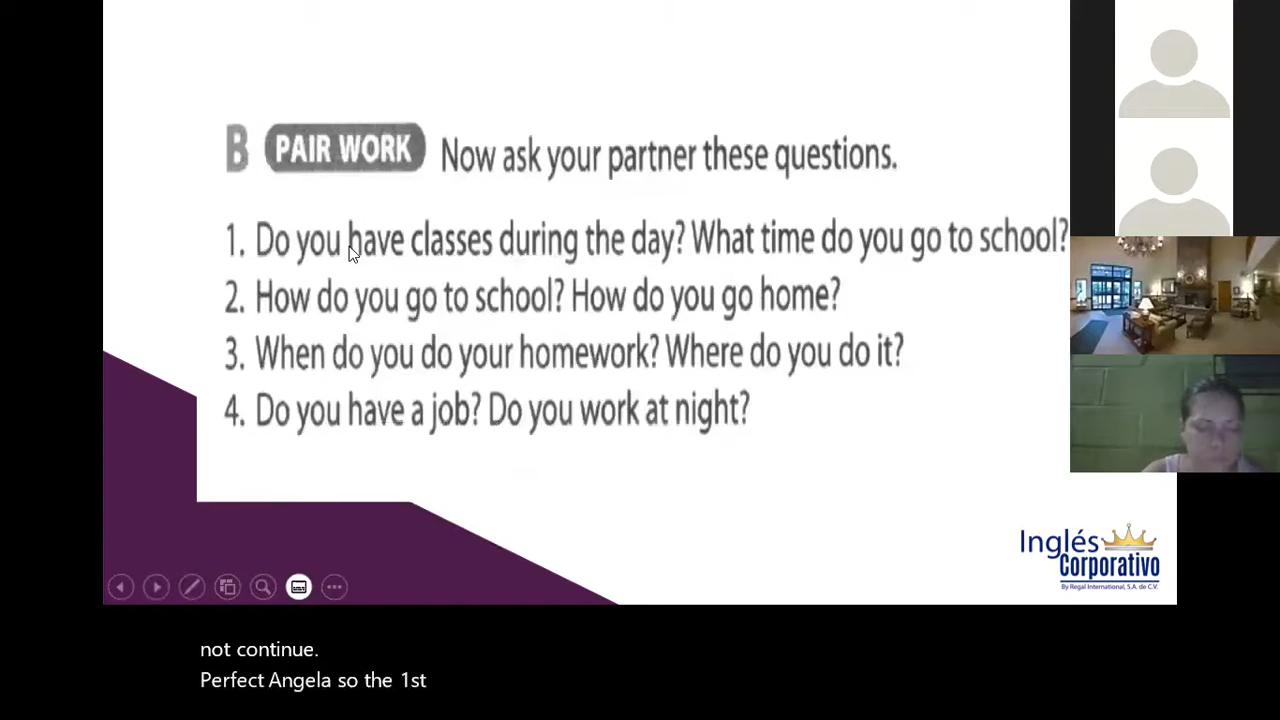 B PAIR WORK Now ask your partner these questions.
1. Do you have classes during the day? What time do you go to school?
2. How do you go to school? How do you go home?
3. When do you do your homework? Where do you do it?
4. Do you have a job? Do you work at night?
Inglés
Corporativo
By Regal International, S.A. de C.V.
not continue.
Perfect Angela so the 1st